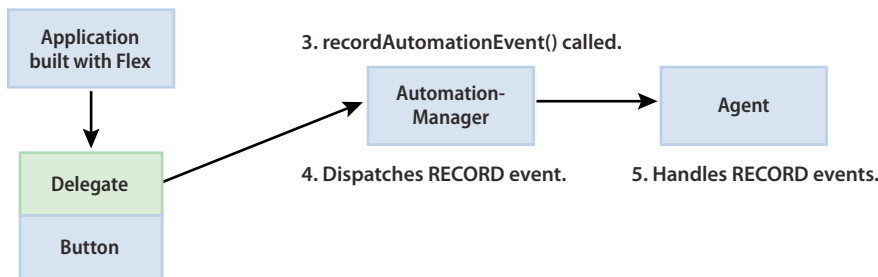 Application
built with Flex
3. recordAutomationEvent() called.
Automation-
Manager
Agent
Delegate
4. Dispatches RECORD event.
5. Handles RECORD events.
Button